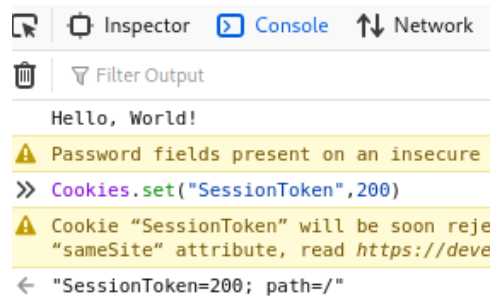 Inspector Console Network
Filter Output
Hello, World!
Password fields present on an insecure
Cookies.set("SessionToken",200)
Cookie “SessionToken” will be soon reje
“sameSite“ attribute, read https://deve
"SessionToken=200; path=/"